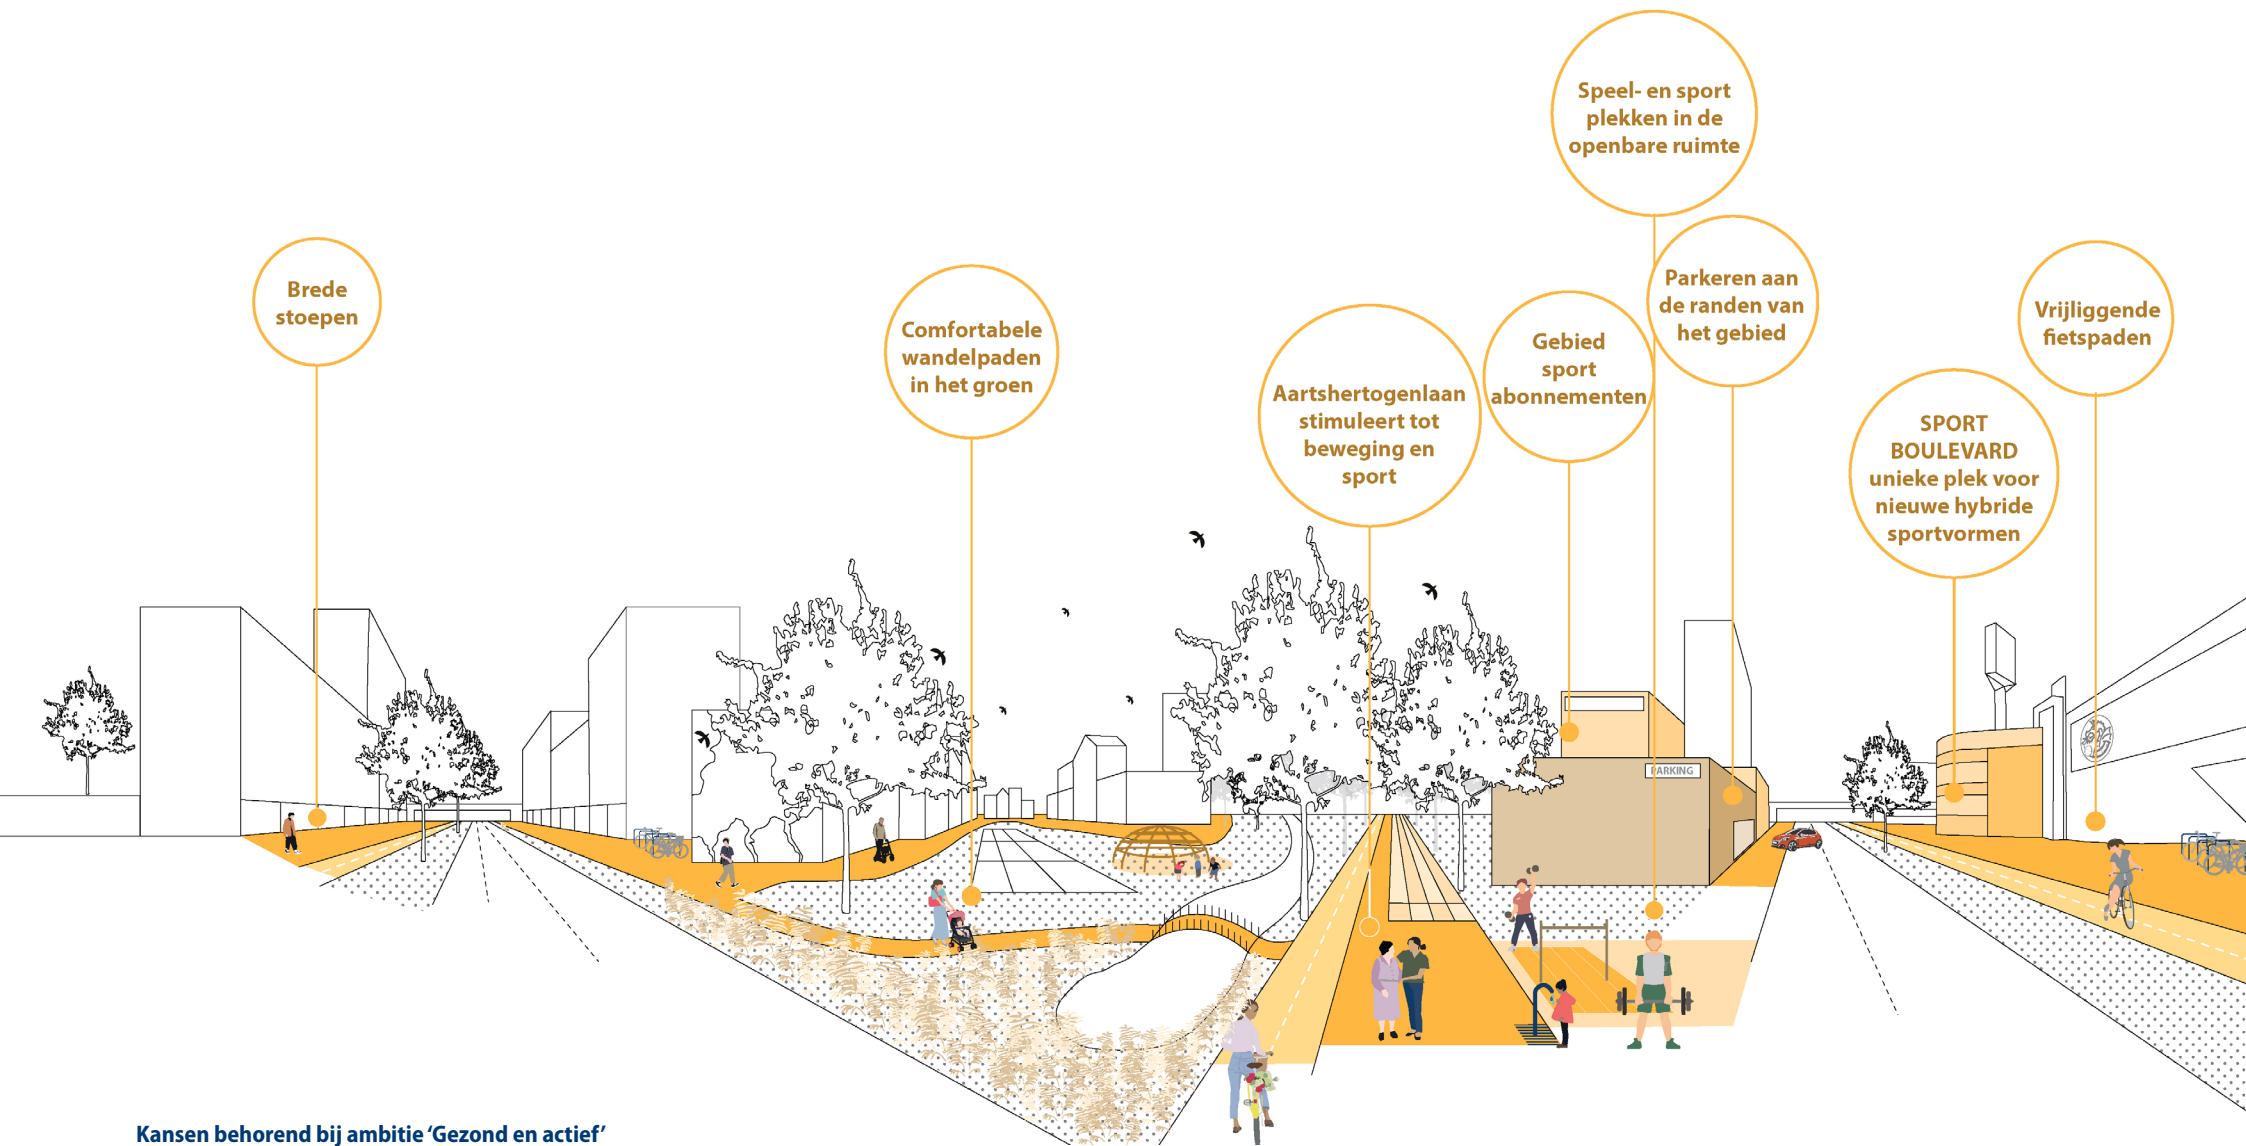 Speel- en sport
plekken in de
openbare ruimte
Brede
stoepen
Comfortabele
wandelpaden
in het groen
Aartshertogenlaan
stimuleert tot
beweging en
sport
Gebied
sport
abonnementen
Parkeren aan
de randen van
het gebied
SPORT
BOULEVARD
unieke plek voor
nieuwe hybride
sportvormen
Vrijliggende
fietspaden
PARKING
Kansen behorend bij ambitie ‘Gezond en actief’